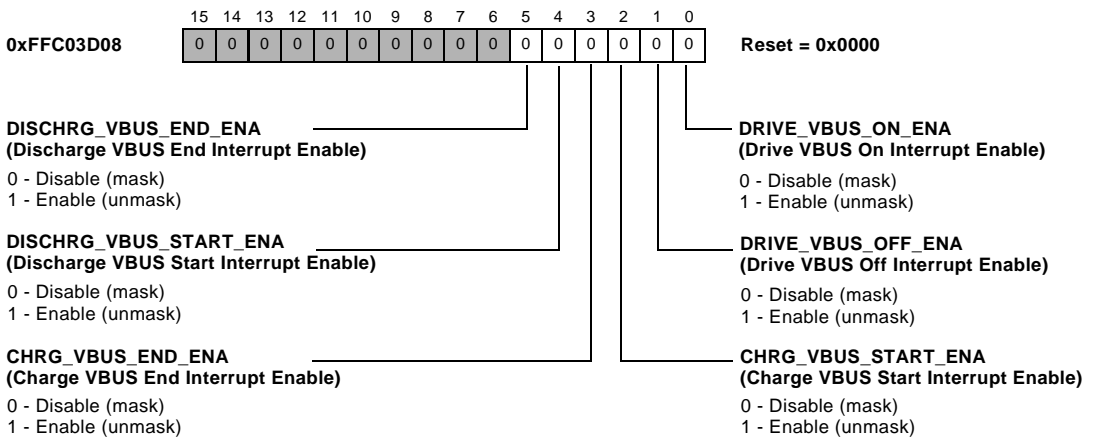 15 14 13 12 11 10 9 8 7 6 5 4 3 2 1 0
0xFFC03D08 0 0 0 0 0 0 0 0 0 0 0 0 0 0 0 0 Reset = 0x0000
DISCHRG_VBUS_END_ENA
(Discharge VBUS End Interrupt Enable)
0 - Disable (mask)
1 - Enable (unmask)
DISCHRG_VBUS_START_ENA
(Discharge VBUS Start Interrupt Enable)
0 - Disable (mask)
1 - Enable (unmask)
CHRG_VBUS_END_ENA
(Charge VBUS End Interrupt Enable)
0 - Disable (mask)
1 - Enable (unmask)
DRIVE_VBUS_ON_ENA
(Drive VBUS On Interrupt Enable)
0 - Disable (mask)
1 - Enable (unmask)
DRIVE_VBUS_OFF_ENA
(Drive VBUS Off Interrupt Enable)
0 - Disable (mask)
1 - Enable (unmask)
CHRG_VBUS_START_ENA
(Charge VBUS Start Interrupt Enable)
0 - Disable (mask)
1 - Enable (unmask)